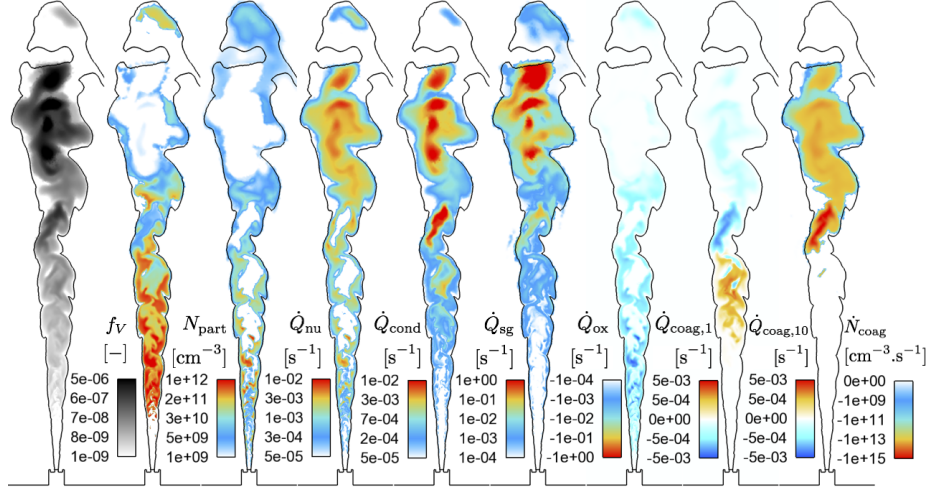 f_V
[−]
5e-06
6e-07
7e-08
8e-09
1e-09
N_part
[cm⁻³]
1e+12
2e+11
3e+10
5e+09
1e+09
Q̇_nu
[s⁻¹]
1e-02
3e-03
1e-03
3e-04
5e-05
Q̇_cond
[s⁻¹]
1e-02
3e-03
7e-04
2e-04
5e-05
Q̇_sg
[s⁻¹]
1e+00
1e-01
1e-02
1e-03
1e-04
Q̇_ox
[s⁻¹]
-1e-04
-1e-03
-1e-02
-1e-01
-1e+00
Q̇_coag,1
[s⁻¹]
5e-03
5e-04
0e+00
-5e-04
-5e-03
Q̇_coag,10
[s⁻¹]
5e-03
5e-04
0e+00
-5e-04
-5e-03
Ṅ_coag
[cm⁻³.s⁻¹]
0e+00
-1e+09
-1e+11
-1e+13
-1e+15